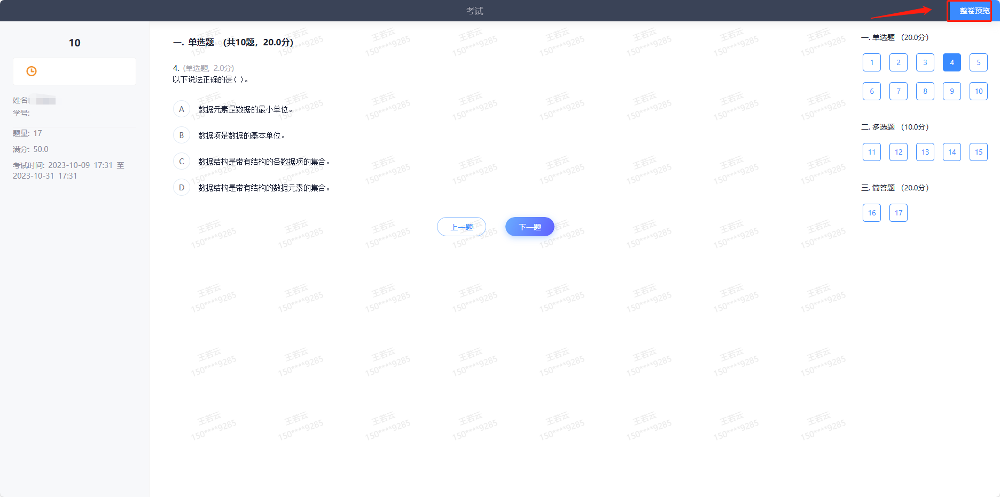 考试
整卷预览
10
姓名
学号:
题量: 17
满分: 50.0
考试时间: 2023-10-09 17:31 至
2023-10-31 17:31
一. 单选题 （共10题，20.0分）
4. (单选题, 2.0分)
以下说法正确的是( )。
A 数据元素是数据的最小单位。
B 数据项是数据的基本单位。
C 数据结构是带有结构的各数据项的集合。
D 数据结构是带有结构的数据元素的集合。
上一题 下一题
一. 单选题 （20.0分）
1 2 3 4 5
6 7 8 9 10
二. 多选题 （10.0分）
11 12 13 14 15
三. 简答题 （20.0分）
16 17
王若云
150****9285